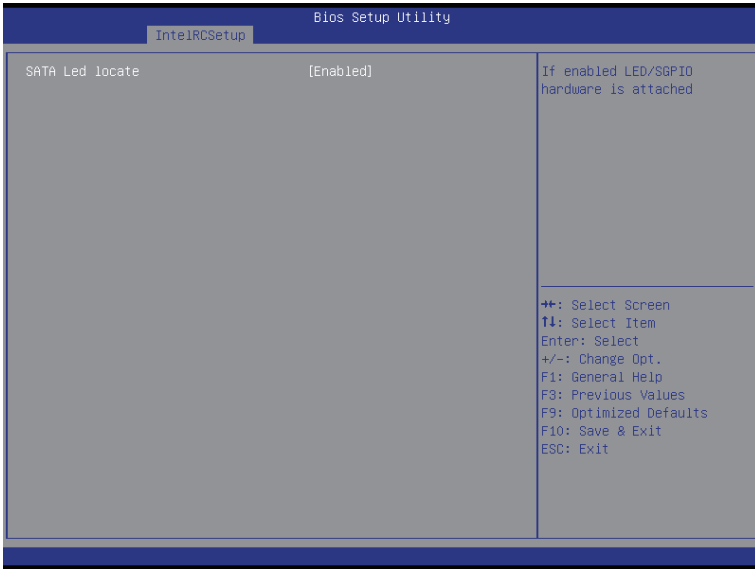 Bios Setup Utility
IntelRCSetup
SATA Led locate [Enabled]
If enabled LED/SGPIO
hardware is attached
→←: Select Screen
↑↓: Select Item
Enter: Select
+/-: Change Opt.
F1: General Help
F3: Previous Values
F9: Optimized Defaults
F10: Save & Exit
ESC: Exit